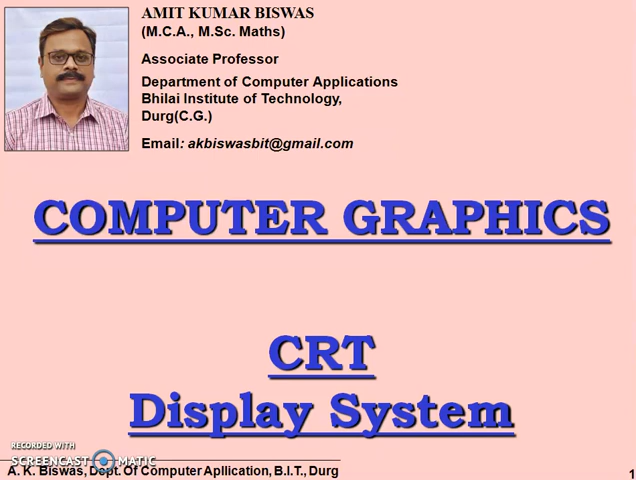 AMIT KUMAR BISWAS
(M.C.A., M.Sc. Maths)
Associate Professor
Department of Computer Applications
Bhilai Institute of Technology,
Durg(C.G.)
Email: akbiswasbit@gmail.com
COMPUTER GRAPHICS
CRT
Display System
RECORDED WITH
SCREENCAST MATIC
A. K. Biswas, Dept. Of Computer Apllication, B.I.T., Durg
1